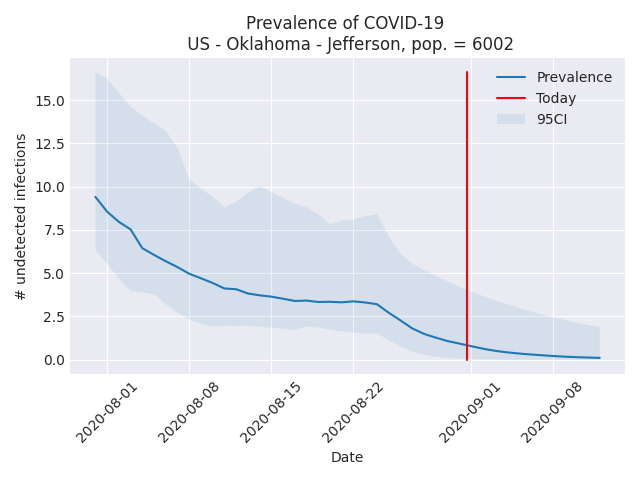 Prevalence of COVID-19
US - Oklahoma - Jefferson, pop. = 6002
Prevalence
Today
95CI
15.0
12.5
10.0
7.5
5.0
2.5
0.0
# undetected infections
2020-08-01
2020-08-08
2020-08-15
2020-08-22
2020-09-01
2020-09-08
Date